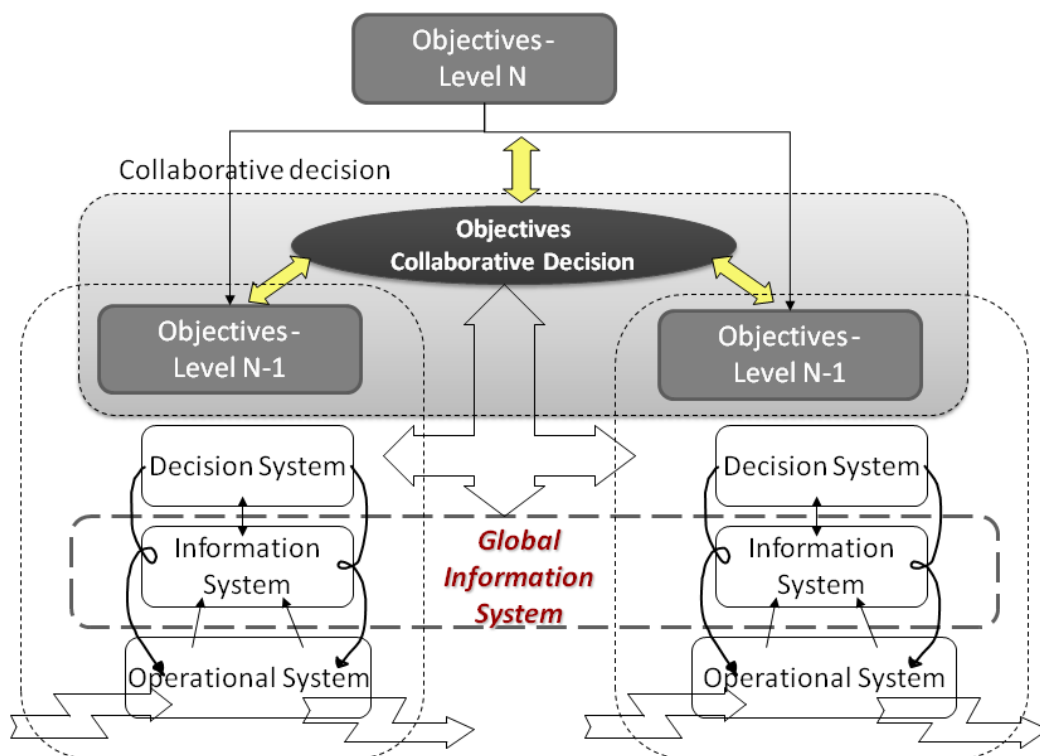 Objectives-
Level N
Collaborative decision
Objectives
Collaborative Decision
Objectives-
Level N-1
Objectives-
Level N-1
Decision System
Decision System
Information
System
Global
Information
System
Information
System
Operational System
Operational System